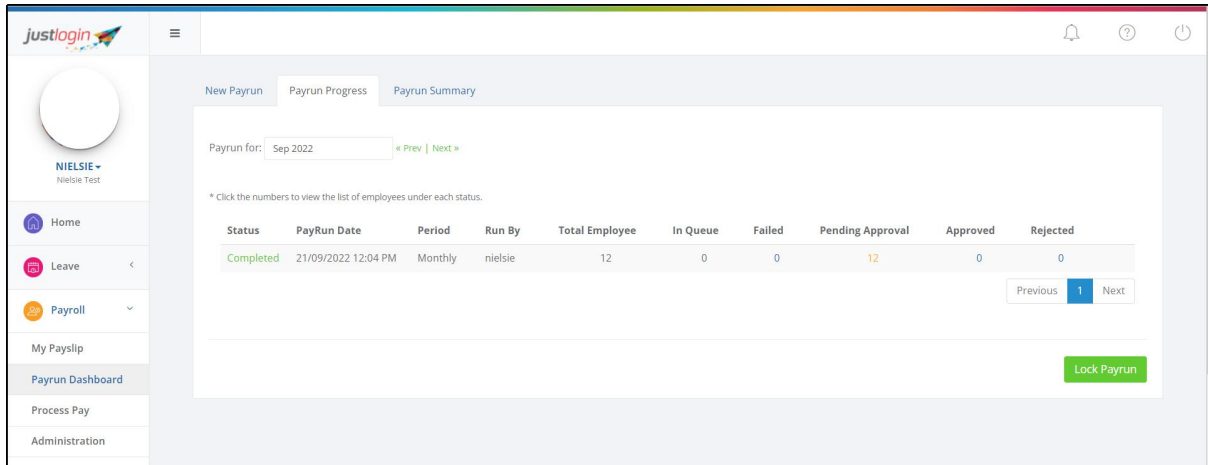 justlogin
NIELSIE
Nielsie Test
Home
Leave
Payroll
My Payslip
Payrun Dashboard
Process Pay
Administration
New Payrun Payrun Progress Payrun Summary
Payrun for: Sep 2022 « Prev | Next »
* Click the numbers to view the list of employees under each status.
Status PayRun Date Period Run By Total Employee In Queue Failed Pending Approval Approved Rejected
Completed 21/09/2022 12:04 PM Monthly nielsie 12 0 0 12 0 0
Previous 1 Next
Lock Payrun